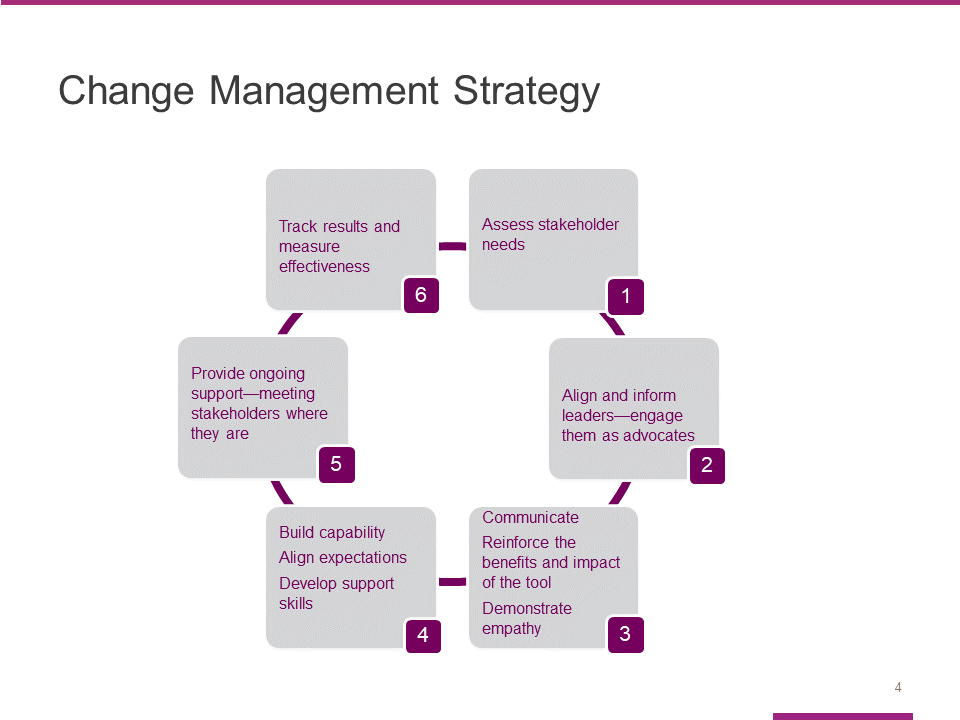 Change Management Strategy
Track results and
measure
effectiveness
6
Assess stakeholder
needs
1
Provide ongoing
support—meeting
stakeholders where
they are
5
Align and inform
leaders—engage
them as advocates
2
Build capability
Align expectations
Develop support
skills
4
Communicate
Reinforce the
benefits and impact
of the tool
Demonstrate
empathy
3
4